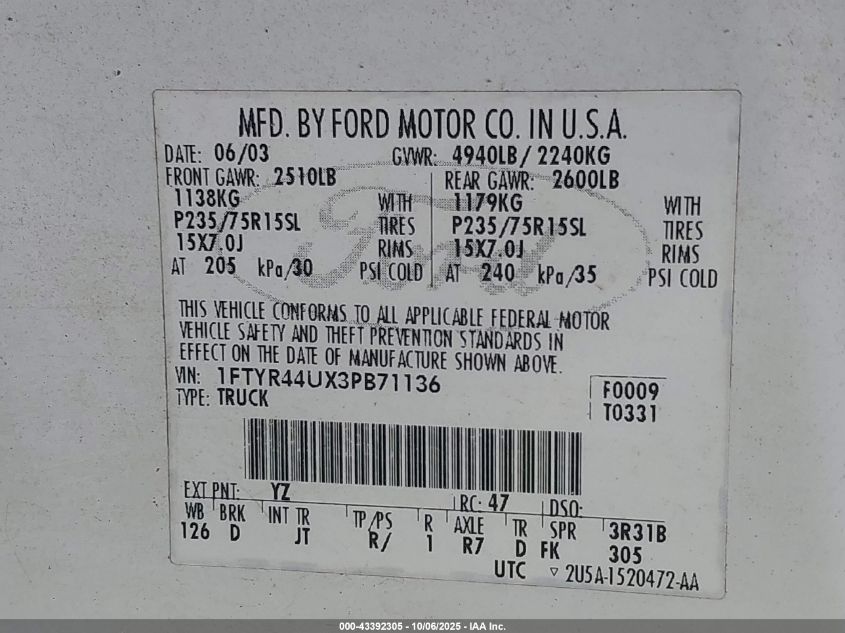 MFD. BY FORD MOTOR CO. IN U.S.A.
DATE: 06/03 GVWR: 4940LB/ 2240KG
FRONT GAWR: 2510LB REAR GAWR: 2600LB
1138KG WITH 1179KG WITH
P235/75R15SL TIRES P235/75R15SL TIRES
15X7.0J RIMS 15X7.0J RIMS
AT 205 kPa/30 PSI COLD AT 240 kPa/35 PSI COLD
Ford
THIS VEHICLE CONFORMS TO ALL APPLICABLE FEDERAL MOTOR
VEHICLE SAFETY AND THEFT PREVENTION STANDARDS IN
EFFECT ON THE DATE OF MANUFACTURE SHOWN ABOVE.
VIN: 1FTYR44UX3PB71136 F0009
TYPE: TRUCK T0331
EXT PNT: YZ RC: 47 DSO:
WB BRK INT TR TP/PS R AXLE TR SPR 3R31B
126 D JT R/ 1 R7 D FK 305
UTC ▽ 2U5A-1520472-AA
000-43392305 - 10/06/2025 - IAA Inc.